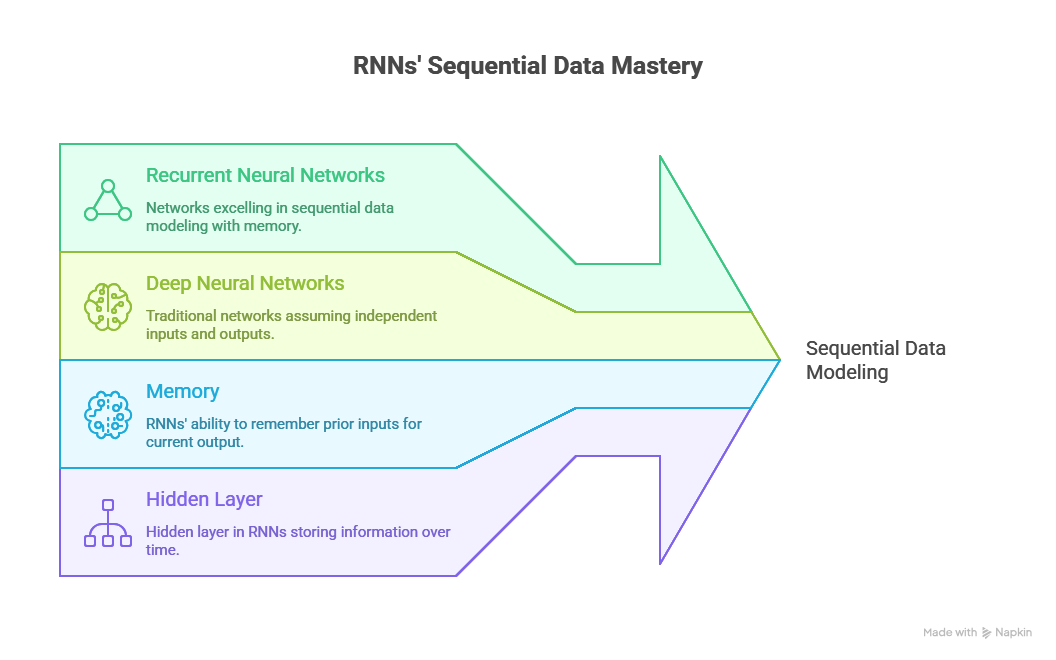 RNNs' Sequential Data Mastery
Recurrent Neural Networks
Networks excelling in sequential data
modeling with memory.
Deep Neural Networks
Traditional networks assuming independent
inputs and outputs.
Memory
RNNs' ability to remember prior inputs for
current output.
Hidden Layer
Hidden layer in RNNs storing information over
time.
Sequential Data
Modeling
Made with Napkin